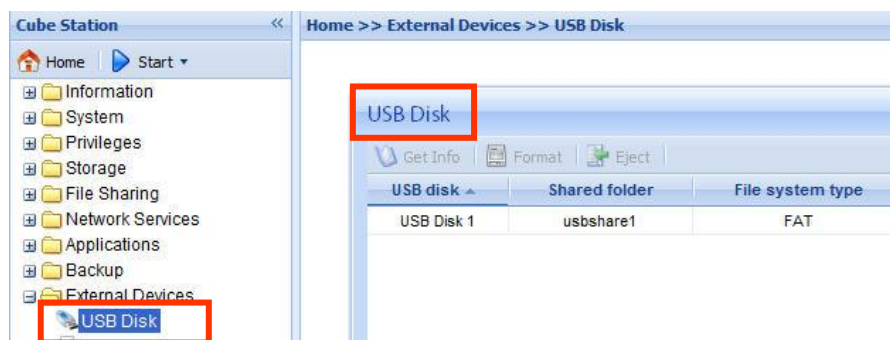 Cube Station «
Home Start
Information
System
Privileges
Storage
File Sharing
Network Services
Applications
Backup
External Devices
USB Disk
Home >> External Devices >> USB Disk
USB Disk
Get Info Format Eject
USB disk Shared folder File system type
USB Disk 1 usbshare1 FAT